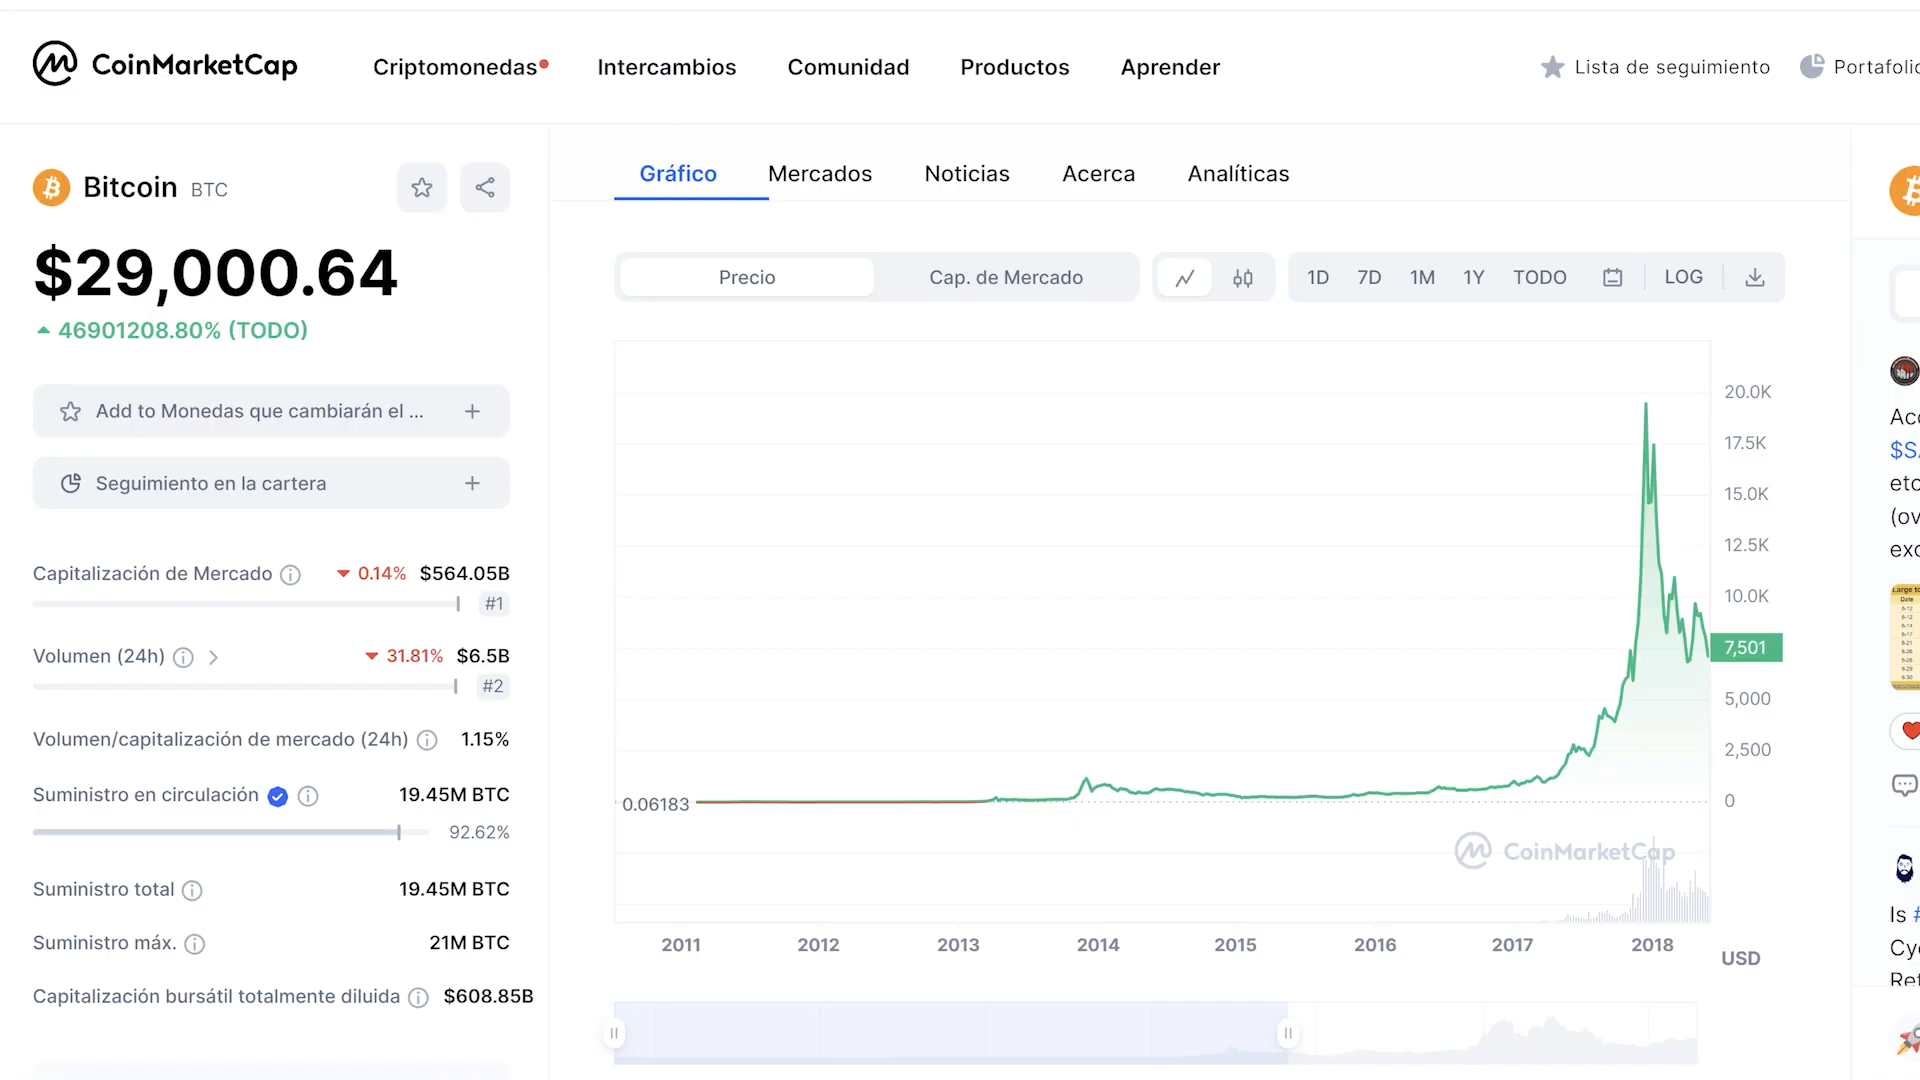 CoinMarketCap
Criptomonedas
Intercambios
Comunidad
Productos
Aprender
Lista de seguimiento
Bitcoin BTC
$29,000.64
46901208.80% (TODO)
Add to Monedas que cambiarán el ...
Seguimiento en la cartera
Capitalización de Mercado
0.14% $564.05B
#1
Volumen (24h)
31.81% $6.5B
#2
Volumen/capitalización de mercado (24h)
1.15%
Suministro en circulación
19.45M BTC
92.62%
Suministro total
19.45M BTC
Suministro máx.
21M BTC
Capitalización bursátil totalmente diluida
$608.85B
Gráfico
Mercados
Noticias
Acerca
Analíticas
Precio
Cap. de Mercado
1D
7D
1M
1Y
TODO
LOG
20.0K
17.5K
15.0K
12.5K
10.0K
7,501
5,000
2,500
0
0.06183
CoinMarketCap
2011
2012
2013
2014
2015
2016
2017
2018
USD
$S
etc
(ov
Large to
Date
Is #